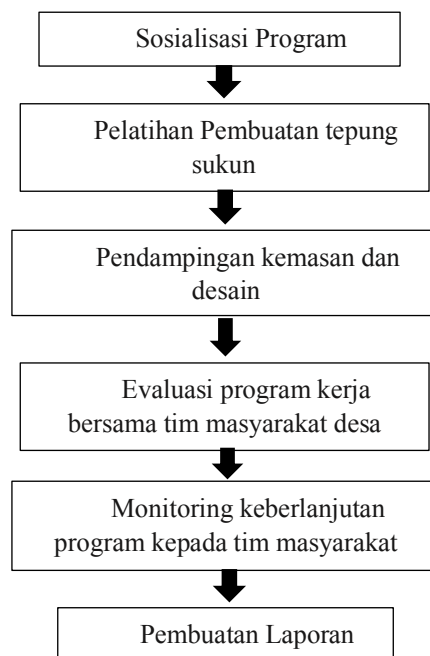 Sosialisasi Program
Pelatihan Pembuatan tepung
sukun
Pendampingan kemasan dan
desain
Evaluasi program kerja
bersama tim masyarakat desa
Monitoring keberlanjutan
program kepada tim masyarakat
Pembuatan Laporan